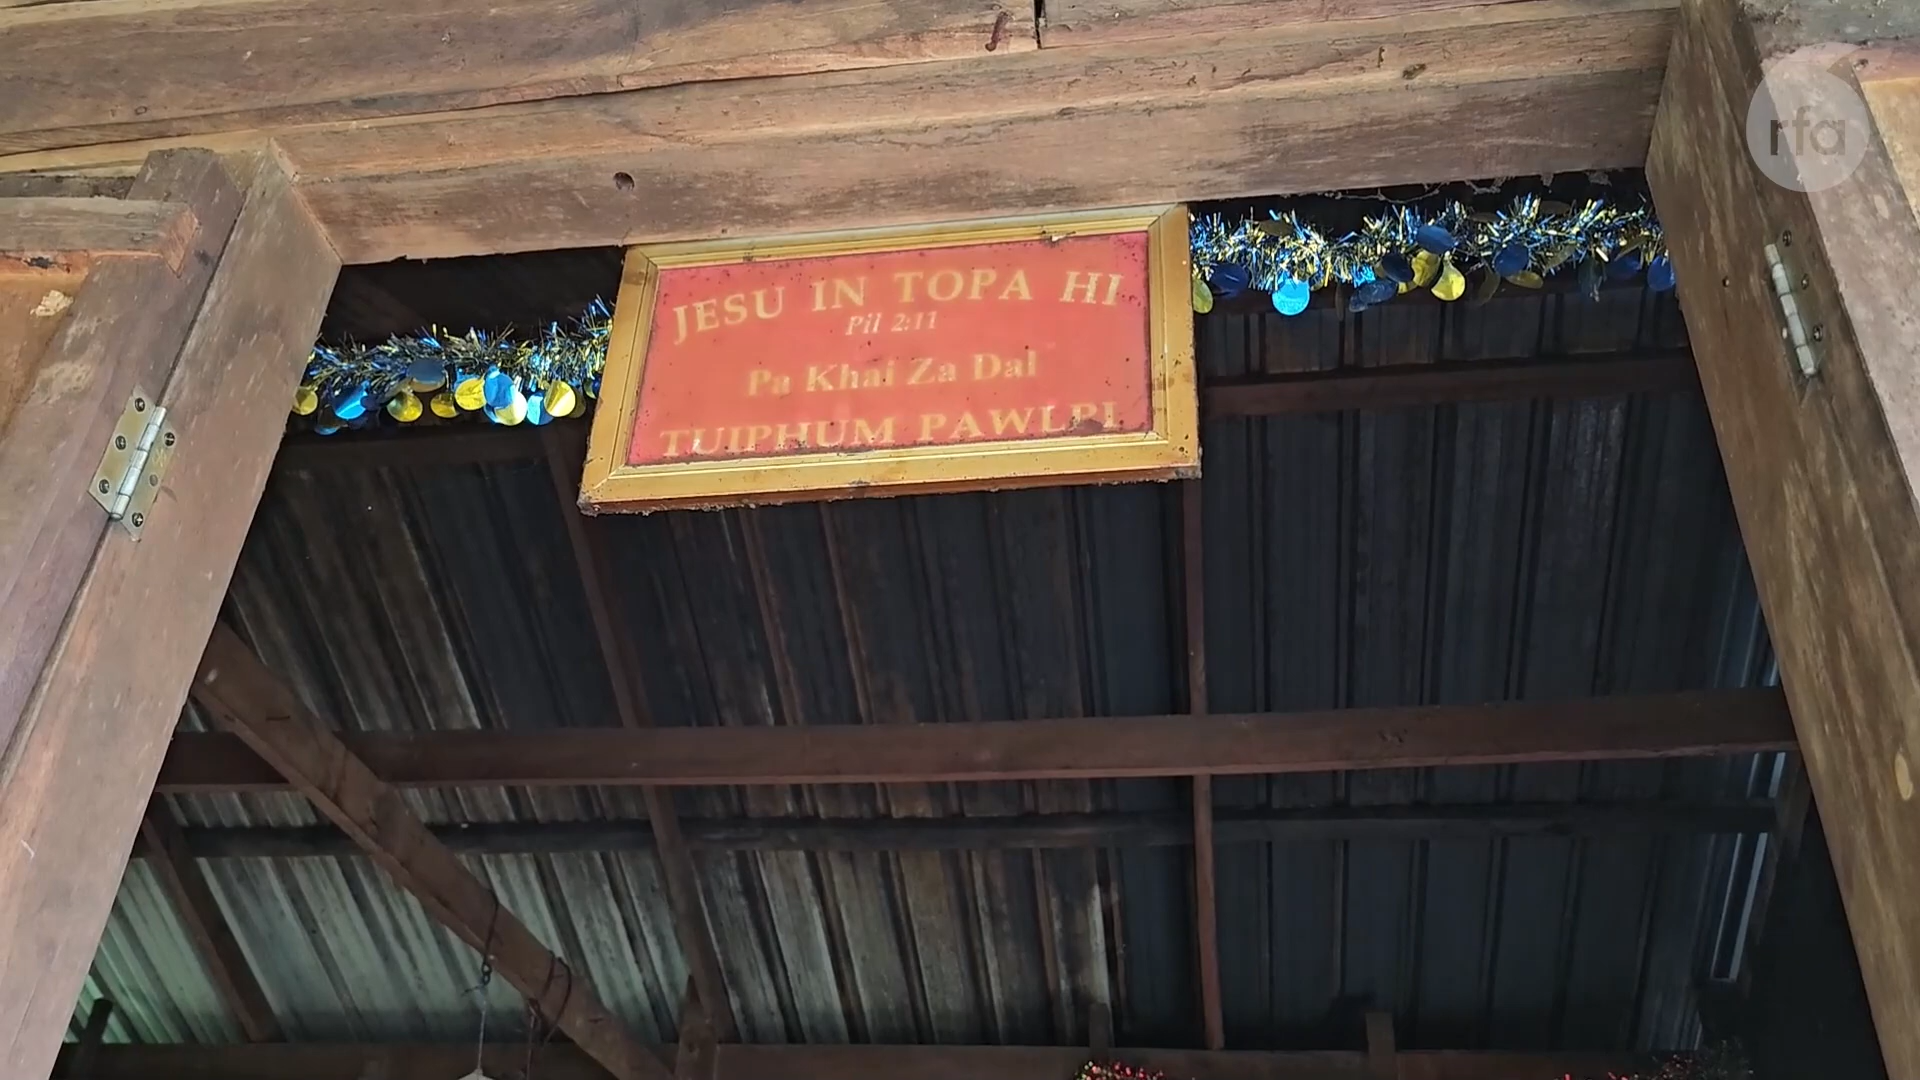 rfa
JESU IN TOPA HI
Pil 2:11
Pa Khai Za Dal
TUIPHUM PAWLPI